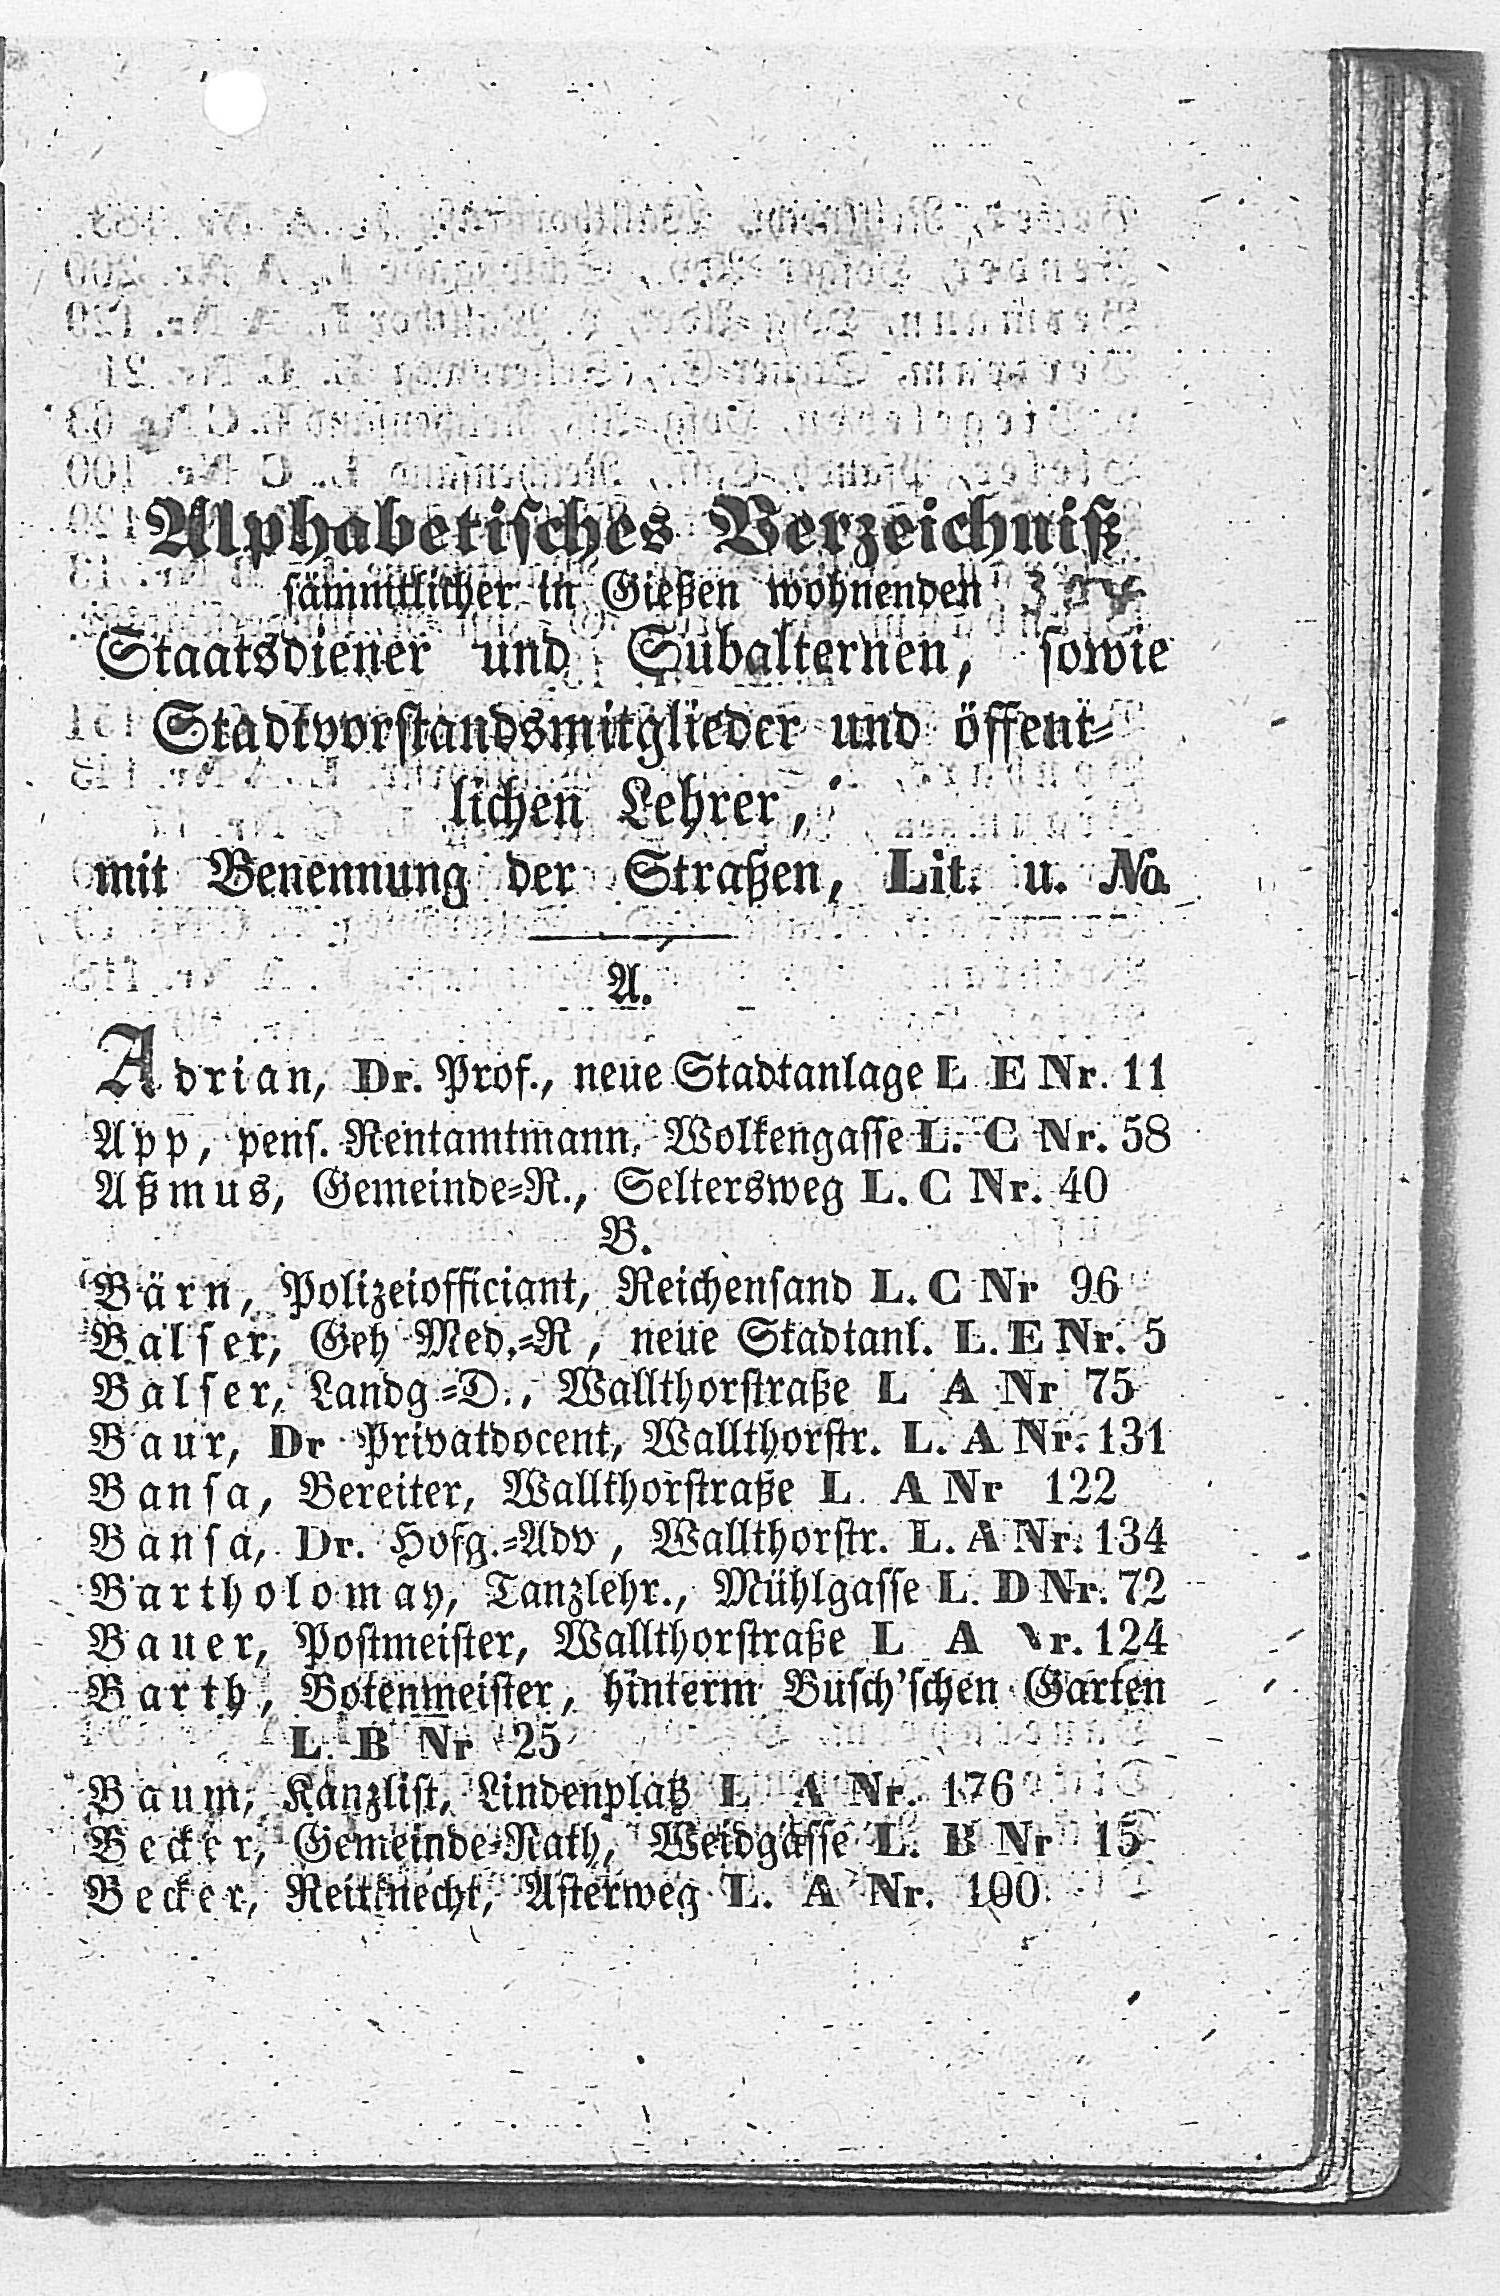 Alphabetisches Verzeichniß
sämmtlicher in Gießen wohnenden
Staatsdiener und Subalternen, sowie
Stadtvorstandsmitglieder und öffent-
lichen Lehrer,
mit Benennung der Straßen, Lit. u. No.
A.
Adrian, Dr. Prof., neue Stadtanlage L E Nr. 11
App, pens. Rentamtmann, Wolkengasse L. C Nr. 58
Aßmus, Gemeinde-R., Seltersweg L. C Nr. 40
B.
Bärn, Polizeiofficiant, Reichensand L. C Nr 96
Balser, Geh Med.-R, neue Stadtanl. L. E Nr. 5
Balser, Landg-D., Wallthorstraße L A Nr 75
Baur, Dr Privatdocent, Wallthorstr. L. A Nr. 131
Bansa, Bereiter, Wallthorstraße L. A Nr 122
Bansa, Dr. Hofg.-Adv, Wallthorstr. L. A Nr. 134
Bartholomay, Tanzlehr., Mühlgasse L. D Nr. 72
Bauer, Postmeister, Wallthorstraße L A Nr. 124
Barth, Botenmeister, hinterm Busch'schen Garten
L. B Nr 25
Baum, Kanzlist, Lindenplatz L A Nr. 176
Becker, Gemeinde-Rath, Weidgasse L. B Nr 15
Becker, Reitknecht, Asterweg L. A Nr. 100